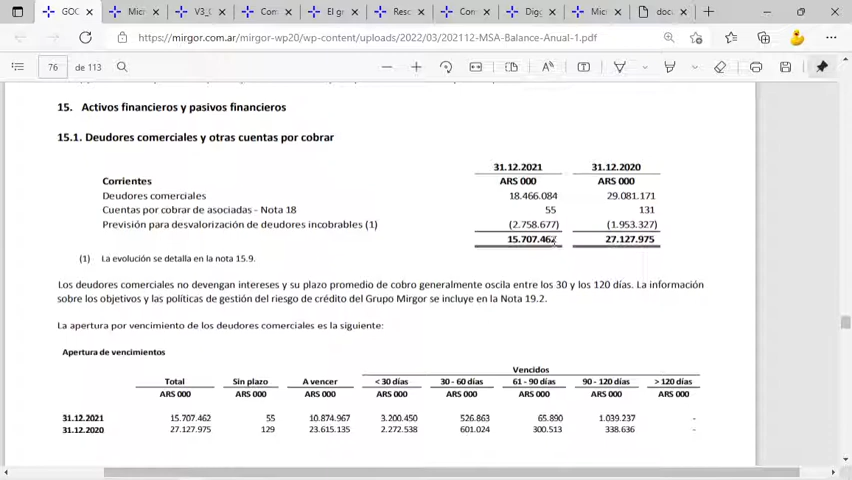 GOC
Micr
V3_C
Com
El gr
Resc
Com
Digg
Micr
doc.
https://mirgor.com.ar/mirgor-wp20/wp-content/uploads/2022/03/202112-MSA-Balance-Anual-1.pdf
76 de 113
15. Activos financieros y pasivos financieros
15.1. Deudores comerciales y otras cuentas por cobrar
31.12.2021 31.12.2020
Corrientes ARS 000 ARS 000
Deudores comerciales 18.466.084 29.081.171
Cuentas por cobrar de asociadas - Nota 18 55 131
Previsión para desvalorización de deudores incobrables (1) (2.758.677) (1.953.327)
15.707.462 27.127.975
(1) La evolución se detalla en la nota 15.9.
Los deudores comerciales no devengan intereses y su plazo promedio de cobro generalmente oscila entre los 30 y los 120 días. La información
sobre los objetivos y las políticas de gestión del riesgo de crédito del Grupo Mirgor se incluye en la Nota 19.2.
La apertura por vencimiento de los deudores comerciales es la siguiente:
Apertura de vencimientos
Vencidos
Total Sin plazo A vencer < 30 días 30 - 60 días 61 - 90 días 90 - 120 días > 120 días
ARS 000 ARS 000 ARS 000 ARS 000 ARS 000 ARS 000 ARS 000 ARS 000
31.12.2021 15.707.462 55 10.874.967 3.200.450 526.863 65.890 1.039.237 -
31.12.2020 27.127.975 129 23.615.135 2.272.538 601.024 300.513 338.636 -